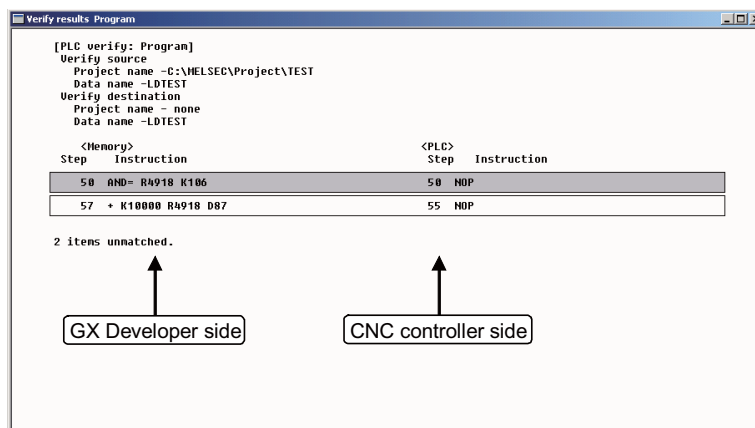 Verify results Program
[PLC verify: Program]
Verify source
Project name -C:\MELSEC\Project\TEST
Data name -LDTEST
Verify destination
Project name - none
Data name -LDTEST
<Memory> <PLC>
Step Instruction Step Instruction
50 AND= R4918 K106 50 NOP
57 + K10000 R4918 D87 55 NOP
2 items unmatched.
GX Developer side CNC controller side